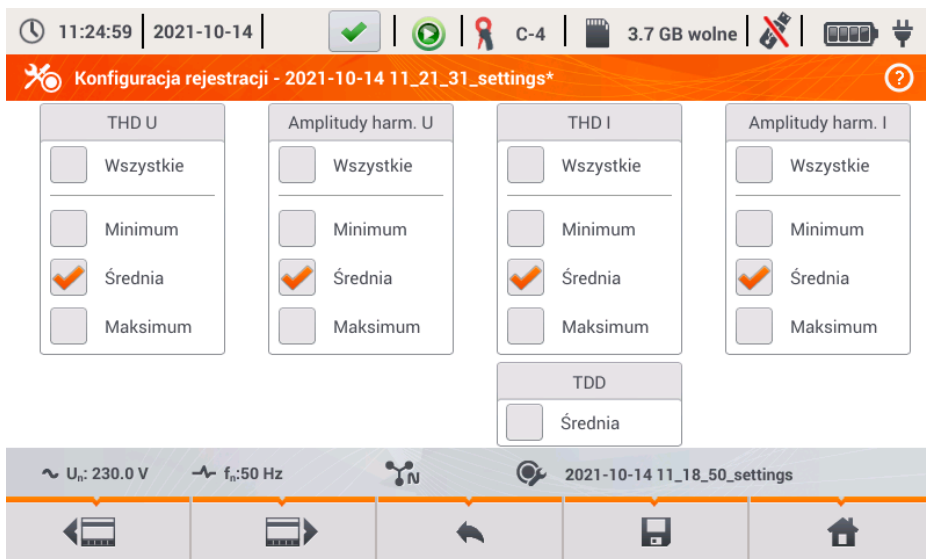 11:24:59 2021-10-14 C-4 3.7 GB wolne
Konfiguracja rejestracji - 2021-10-14 11_21_31_settings* ?
THD U Amplitudy harm. U THD I Amplitudy harm. I
Wszystkie Wszystkie Wszystkie Wszystkie
Minimum Minimum Minimum Minimum
Średnia Średnia Średnia Średnia
Maksimum Maksimum Maksimum Maksimum
TDD
Średnia
Un: 230.0 V fn:50 Hz N 2021-10-14 11_18_50_settings